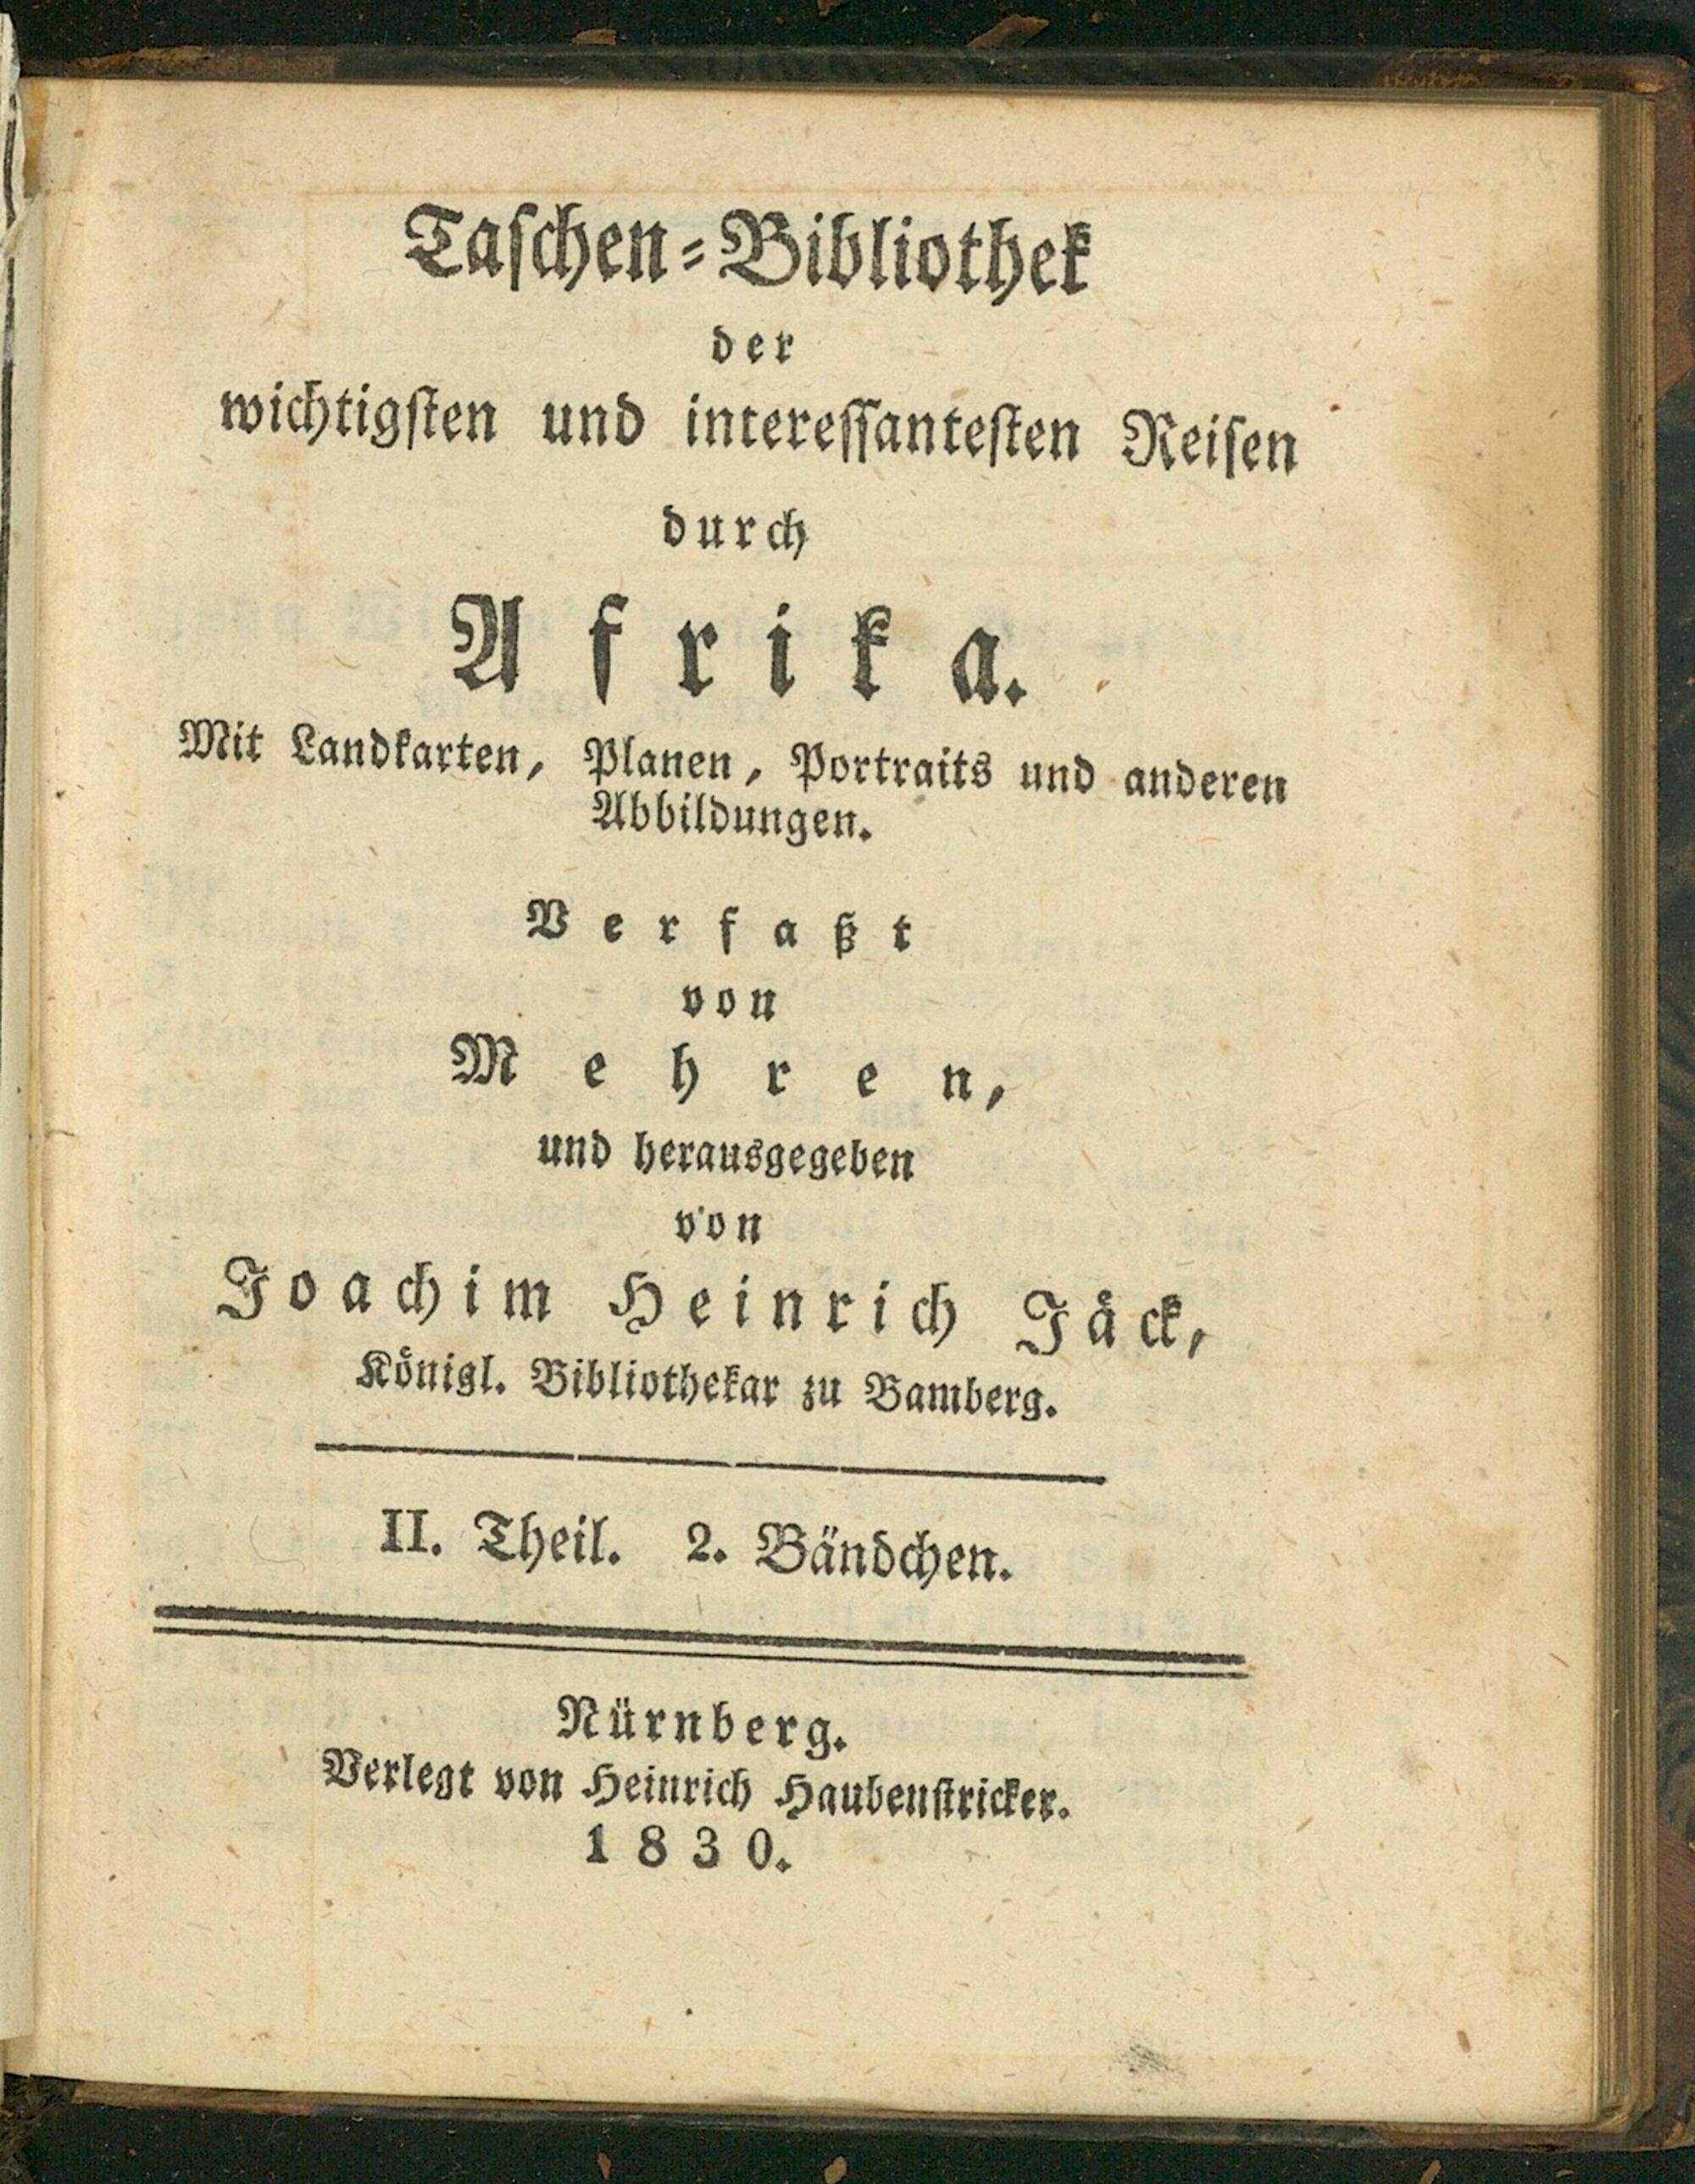 Taſchen⸗Bibliothek
der
wichtigſten und intereſſanteſten Reiſen
durch
Afrika.
Mit Landkarten, Planen, Portraits und anderen
Abbildungen.
Verfaßt
von
Mehren,
und herausgegeben
von
Joachim Heinrich Jäck,
Königl. Bibliothekar zu Bamberg.
II. Theil. 2. Bändchen.
Nürnberg.
Verlegt von Heinrich Haubenſtricker.
1830.